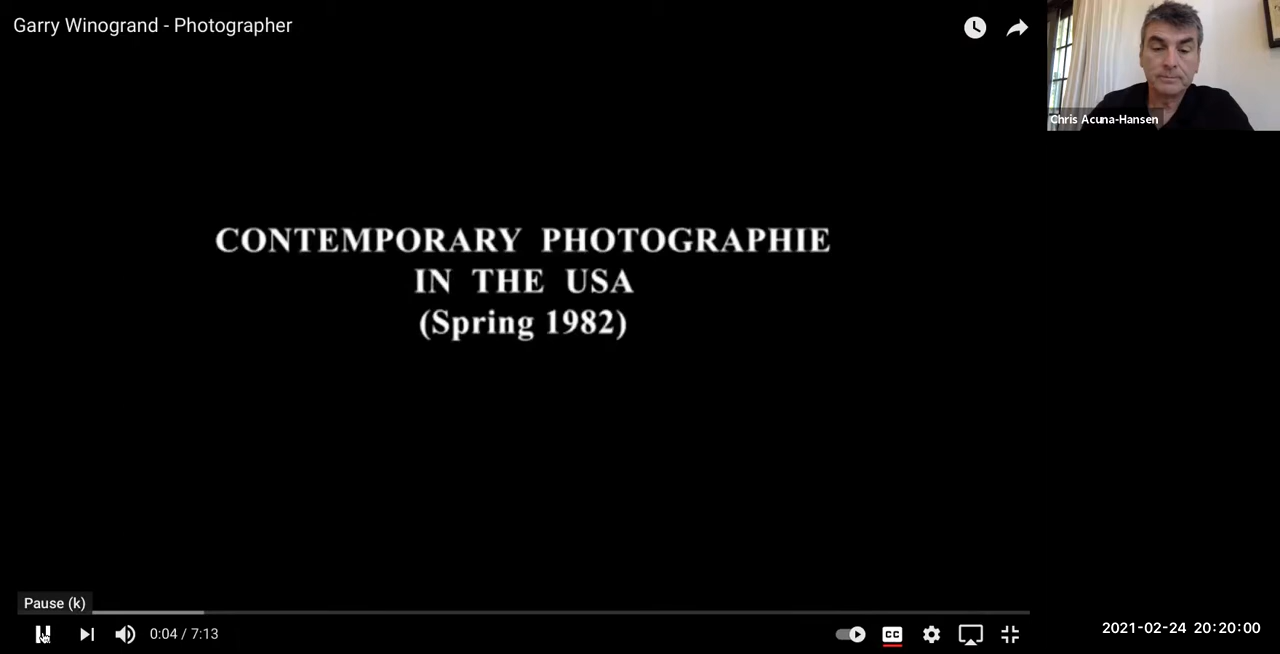 Garry Winogrand - Photographer
Chris Acuna-Hansen
CONTEMPORARY PHOTOGRAPHIE
IN THE USA
(Spring 1982)
Pause (k)
0:04 / 7:13
CC
2021-02-24 20:20:00